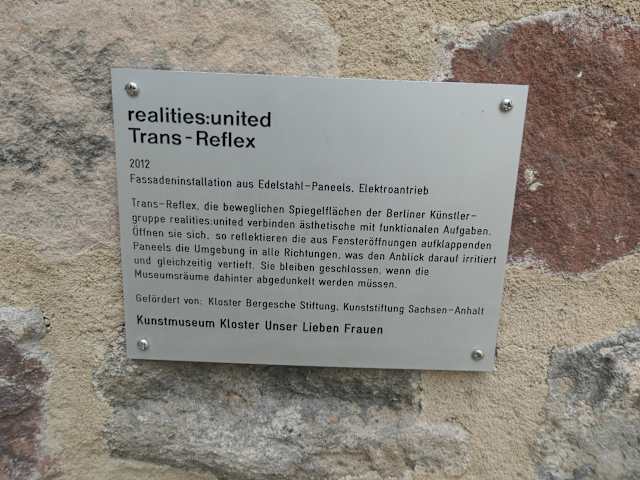 realities:united
Trans-Reflex
2012
Fassadeninstallation aus Edelstahl-Paneels, Elektroantrieb
Trans-Reflex, die beweglichen Spiegelflächen der Berliner Künstler-
gruppe realities:united verbinden ästhetische mit funktionalen Aufgaben.
Öffnen sie sich, so reflektieren die aus Fensteröffnungen aufklappenden
Paneels die Umgebung in alle Richtungen, was den Anblick darauf irritiert
und gleichzeitig vertieft. Sie bleiben geschlossen, wenn die
Museumsräume dahinter abgedunkelt werden müssen.
Gefördert von: Kloster Bergesche Stiftung, Kunststiftung Sachsen-Anhalt
Kunstmuseum Kloster Unser Lieben Frauen